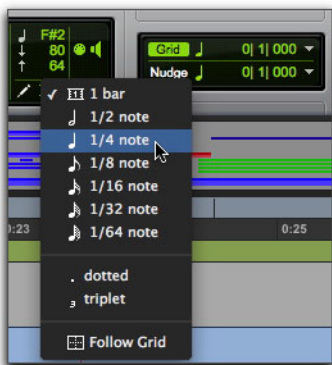 F#2
80
64
Grid 0| 1| 000
Nudge 0| 1| 000
✓ 1 bar
1/2 note
1/4 note
1/8 note
1/16 note
1/32 note
1/64 note
0:23
0:25
. dotted
3 triplet
Follow Grid